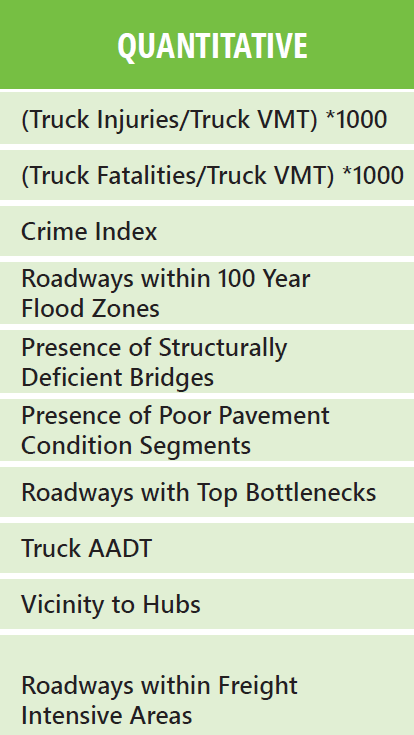 QUANTITATIVE
(Truck Injuries/Truck VMT) *1000
(Truck Fatalities/Truck VMT) *1000
Crime Index
Roadways within 100 Year
Flood Zones
Presence of Structurally
Deficient Bridges
Presence of Poor Pavement
Condition Segments
Roadways with Top Bottlenecks
Truck AADT
Vicinity to Hubs
Roadways within Freight
Intensive Areas